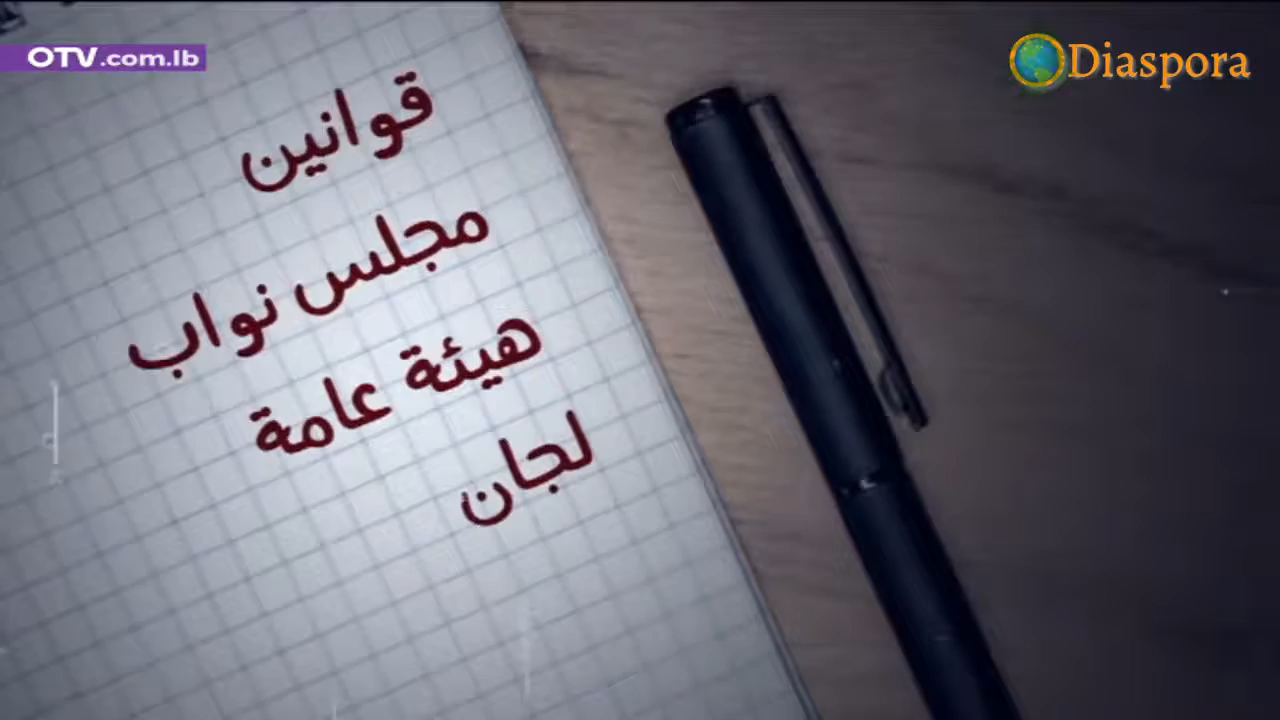 OTV.com.lb
Diaspora
قوانين
مجلس نواب
هيئة عامة
لجان